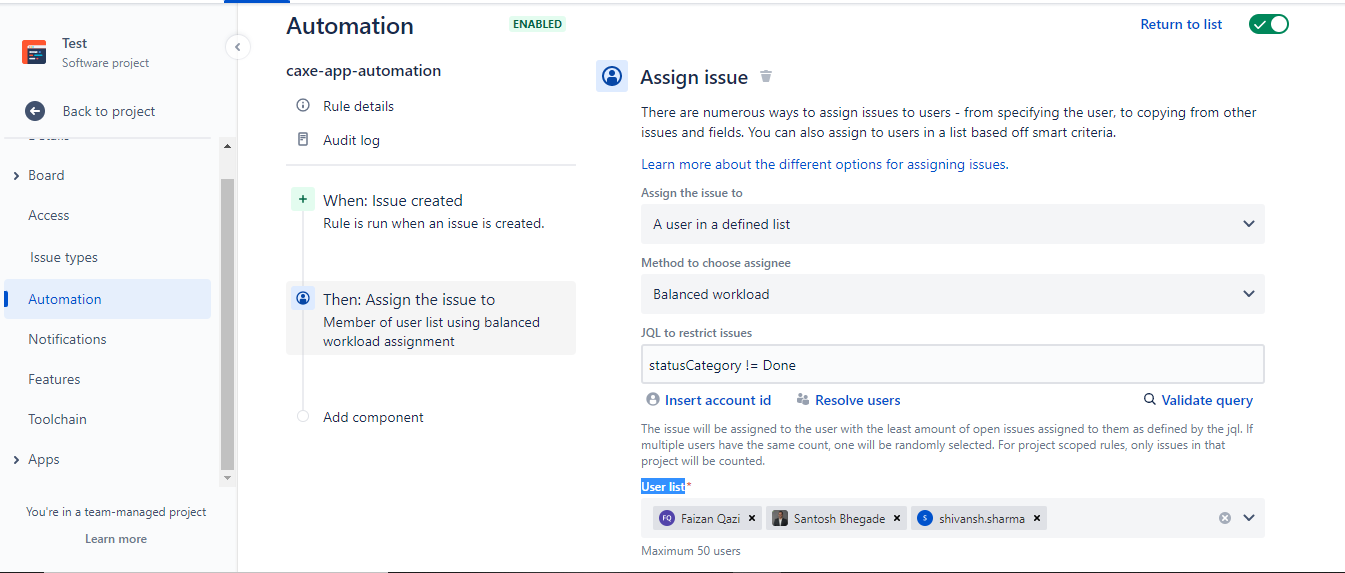 Test
Software project
Back to project
Details
Board
Access
Issue types
Automation
Notifications
Features
Toolchain
Apps
You're in a team-managed project
Learn more
Automation
ENABLED
Return to list
caxe-app-automation
Rule details
Audit log
When: Issue created
Rule is run when an issue is created.
Then: Assign the issue to
Member of user list using balanced
workload assignment
Add component
Assign issue
There are numerous ways to assign issues to users - from specifying the user, to copying from other
issues and fields. You can also assign to users in a list based off smart criteria.
Learn more about the different options for assigning issues.
Assign the issue to
A user in a defined list
Method to choose assignee
Balanced workload
JQL to restrict issues
statusCategory != Done
Insert account id
Resolve users
Validate query
The issue will be assigned to the user with the least amount of open issues assigned to them as defined by the jql. If
multiple users have the same count, one will be randomly selected. For project scoped rules, only issues in that
project will be counted.
User list*
FQ Faizan Qazi
Santosh Bhegade
S shivansh.sharma
Maximum 50 users